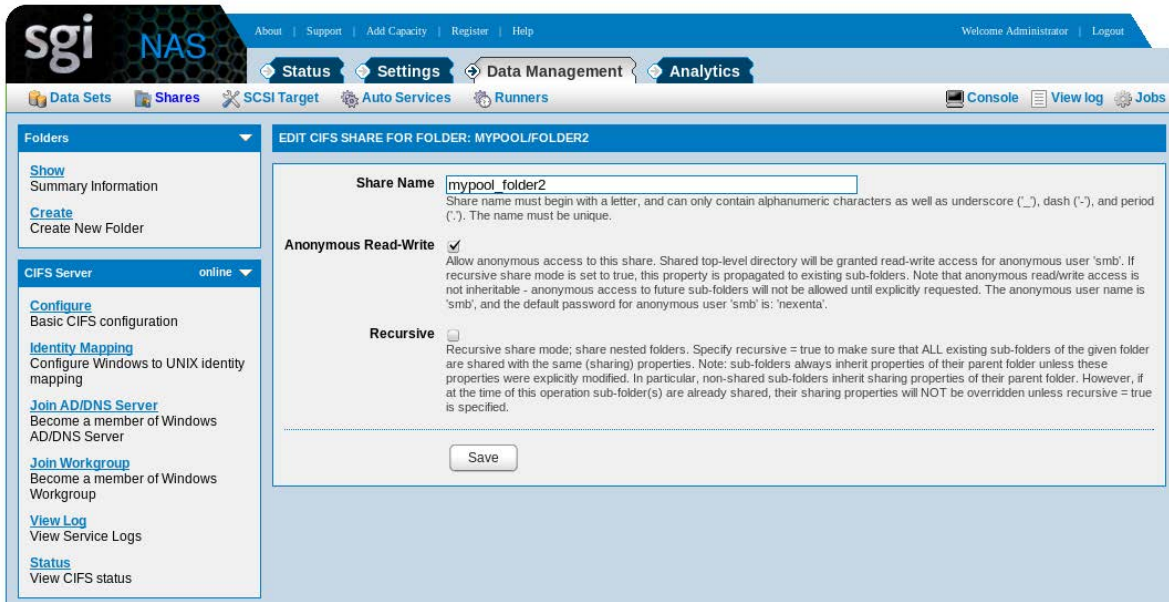 sgi NAS
About | Support | Add Capacity | Register | Help
Welcome Administrator | Logout
Status Settings Data Management Analytics
Data Sets Shares SCSI Target Auto Services Runners
Console View log Jobs
Folders
Show
Summary Information
Create
Create New Folder
CIFS Server online
Configure
Basic CIFS configuration
Identity Mapping
Configure Windows to UNIX identity
mapping
Join AD/DNS Server
Become a member of Windows
AD/DNS Server
Join Workgroup
Become a member of Windows
Workgroup
View Log
View Service Logs
Status
View CIFS status
EDIT CIFS SHARE FOR FOLDER: MYPOOL/FOLDER2
Share Name mypool_folder2
Share name must begin with a letter, and can only contain alphanumeric characters as well as underscore ('_'), dash ('-'), and period
('.'). The name must be unique.
Anonymous Read-Write
Allow anonymous access to this share. Shared top-level directory will be granted read-write access for anonymous user 'smb'. If
recursive share mode is set to true, this property is propagated to existing sub-folders. Note that anonymous read/write access is
not inheritable - anonymous access to future sub-folders will not be allowed until explicitly requested. The anonymous user name is
'smb', and the default password for anonymous user 'smb' is: 'nexenta'.
Recursive
Recursive share mode; share nested folders. Specify recursive = true to make sure that ALL existing sub-folders of the given folder
are shared with the same (sharing) properties. Note: sub-folders always inherit properties of their parent folder unless these
properties were explicitly modified. In particular, non-shared sub-folders inherit sharing properties of their parent folder. However, if
at the time of this operation sub-folder(s) are already shared, their sharing properties will NOT be overridden unless recursive = true
is specified.
Save